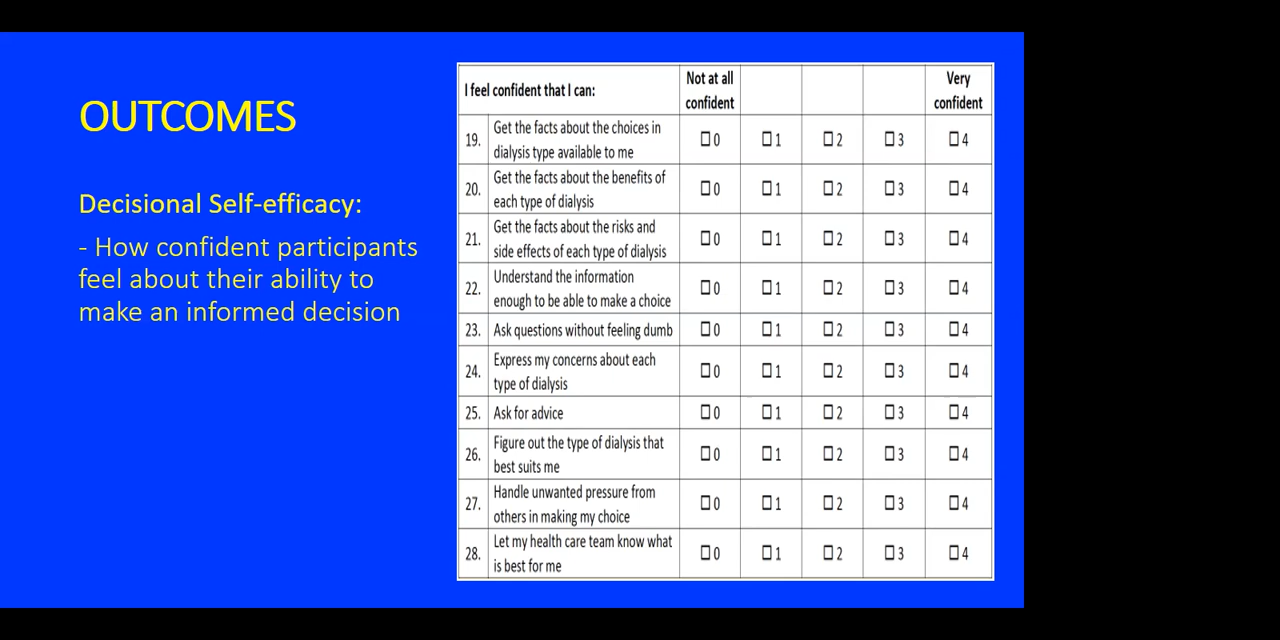 OUTCOMES
Decisional Self-efficacy:
- How confident participants
feel about their ability to
make an informed decision
I feel confident that I can: Not at all confident Very confident
19. Get the facts about the choices in dialysis type available to me 0 1 2 3 4
20. Get the facts about the benefits of each type of dialysis 0 1 2 3 4
21. Get the facts about the risks and side effects of each type of dialysis 0 1 2 3 4
22. Understand the information enough to be able to make a choice 0 1 2 3 4
23. Ask questions without feeling dumb 0 1 2 3 4
24. Express my concerns about each type of dialysis 0 1 2 3 4
25. Ask for advice 0 1 2 3 4
26. Figure out the type of dialysis that best suits me 0 1 2 3 4
27. Handle unwanted pressure from others in making my choice 0 1 2 3 4
28. Let my health care team know what is best for me 0 1 2 3 4